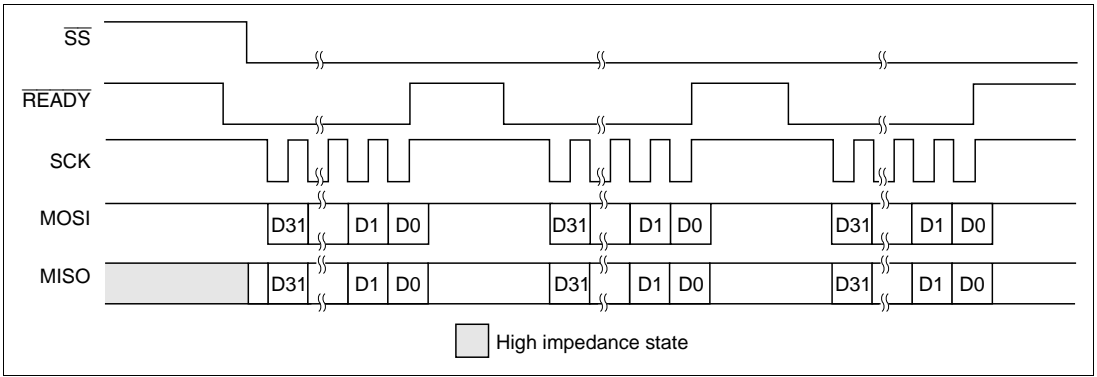 SS
READY
SCK
MOSI D31 D1 D0 D31 D1 D0 D31 D1 D0
MISO D31 D1 D0 D31 D1 D0 D31 D1 D0
High impedance state